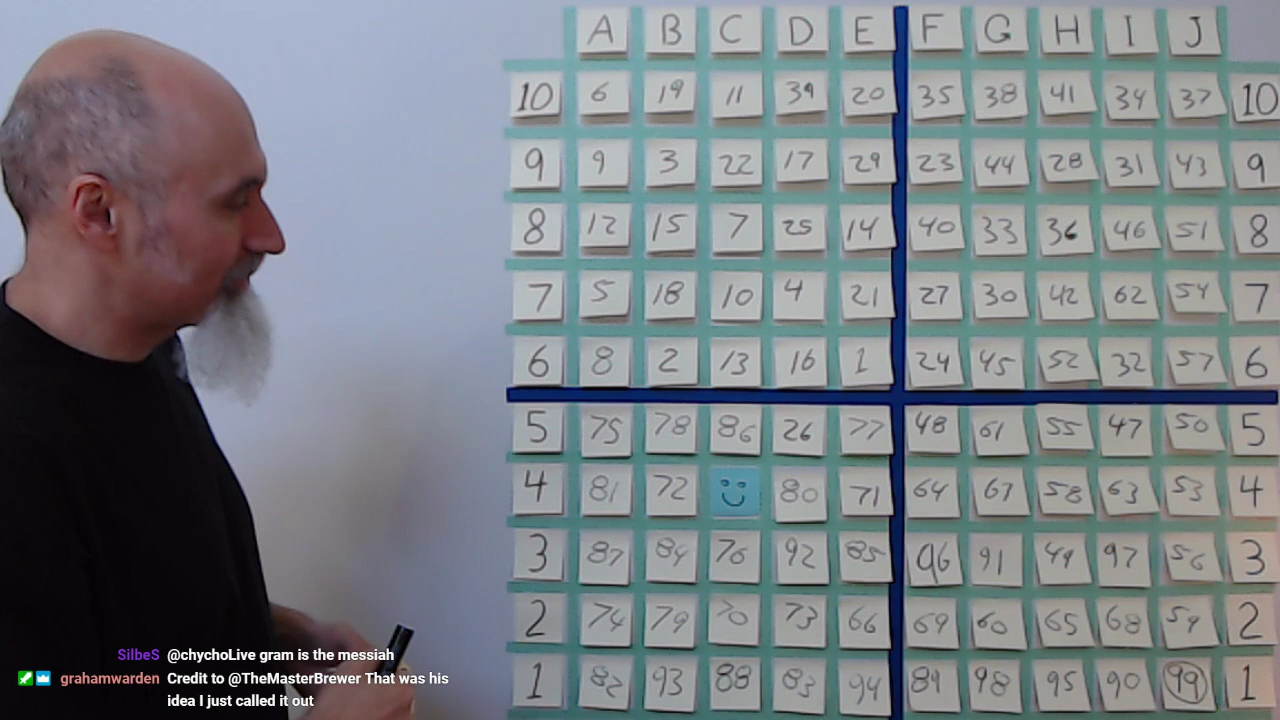 A B C D E F G H I J
10 6 19 11 39 20 35 38 41 34 37 10
9 9 3 22 17 29 23 44 28 31 43 9
8 12 15 7 25 14 40 33 36 46 51 8
7 5 18 10 4 21 27 30 42 62 54 7
6 8 2 13 16 1 24 45 52 32 57 6
5 75 78 86 26 77 48 61 55 47 50 5
4 81 72 80 71 64 67 58 63 53 4
3 87 84 76 92 85 96 91 49 97 56 3
2 74 79 70 73 66 69 60 65 68 59 2
1 82 93 88 83 94 89 98 95 90 99 1
SilbeS @chychoLive gram is the messiah
grahamwarden Credit to @TheMasterBrewer That was his
idea I just called it out